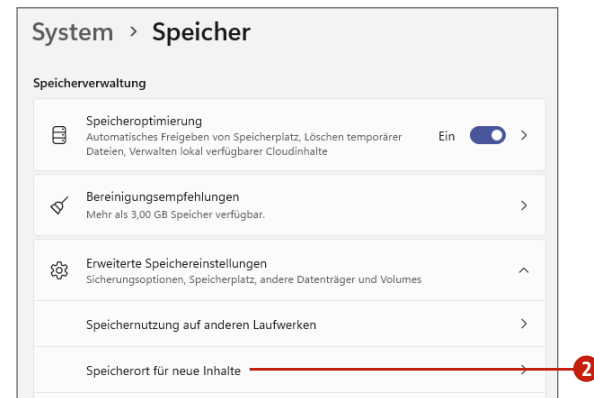 System > Speicher
Speicherverwaltung
Speicheroptimierung
Automatisches Freigeben von Speicherplatz, Löschen temporärer
Ein
Dateien, Verwalten lokal verfügbarer Cloudinhalte
Bereinigungsempfehlungen
Mehr als 3,00 GB Speicher verfügbar.
Erweiterte Speichereinstellungen
Sicherungsoptionen, Speicherplatz, andere Datenträger und Volumes
Speichernutzung auf anderen Laufwerken
Speicherort für neue Inhalte
2